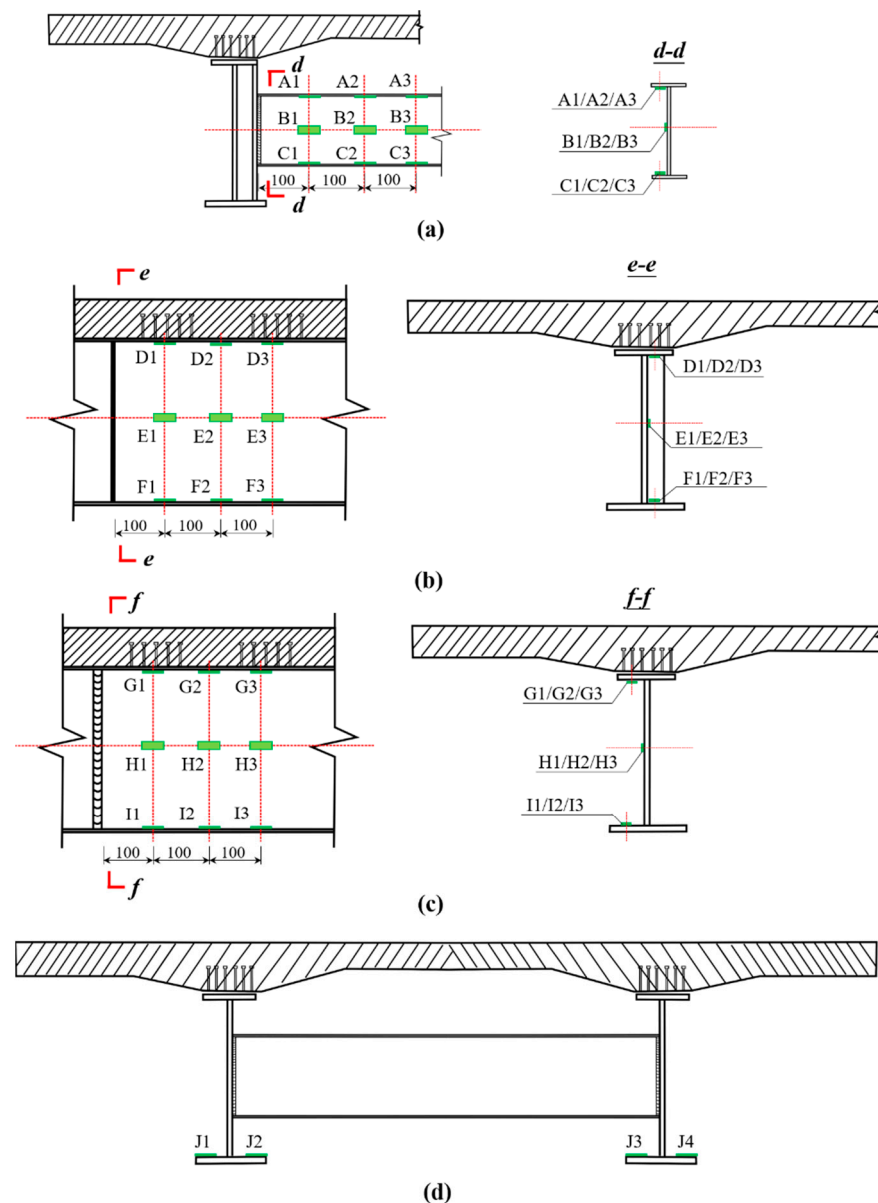 d
d-d
A1 A2 A3
A1/A2/A3
B1 B2 B3
B1/B2/B3
C1 C2 C3
C1/C2/C3
100 100 100
d
(a)
e
e-e
D1 D2 D3
D1/D2/D3
E1 E2 E3
E1/E2/E3
F1 F2 F3
F1/F2/F3
100 100 100
e
(b)
f
f-f
G1 G2 G3
G1/G2/G3
H1 H2 H3
H1/H2/H3
I1 I2 I3
I1/I2/I3
100 100 100
f
(c)
J1 J2 J3 J4
(d)